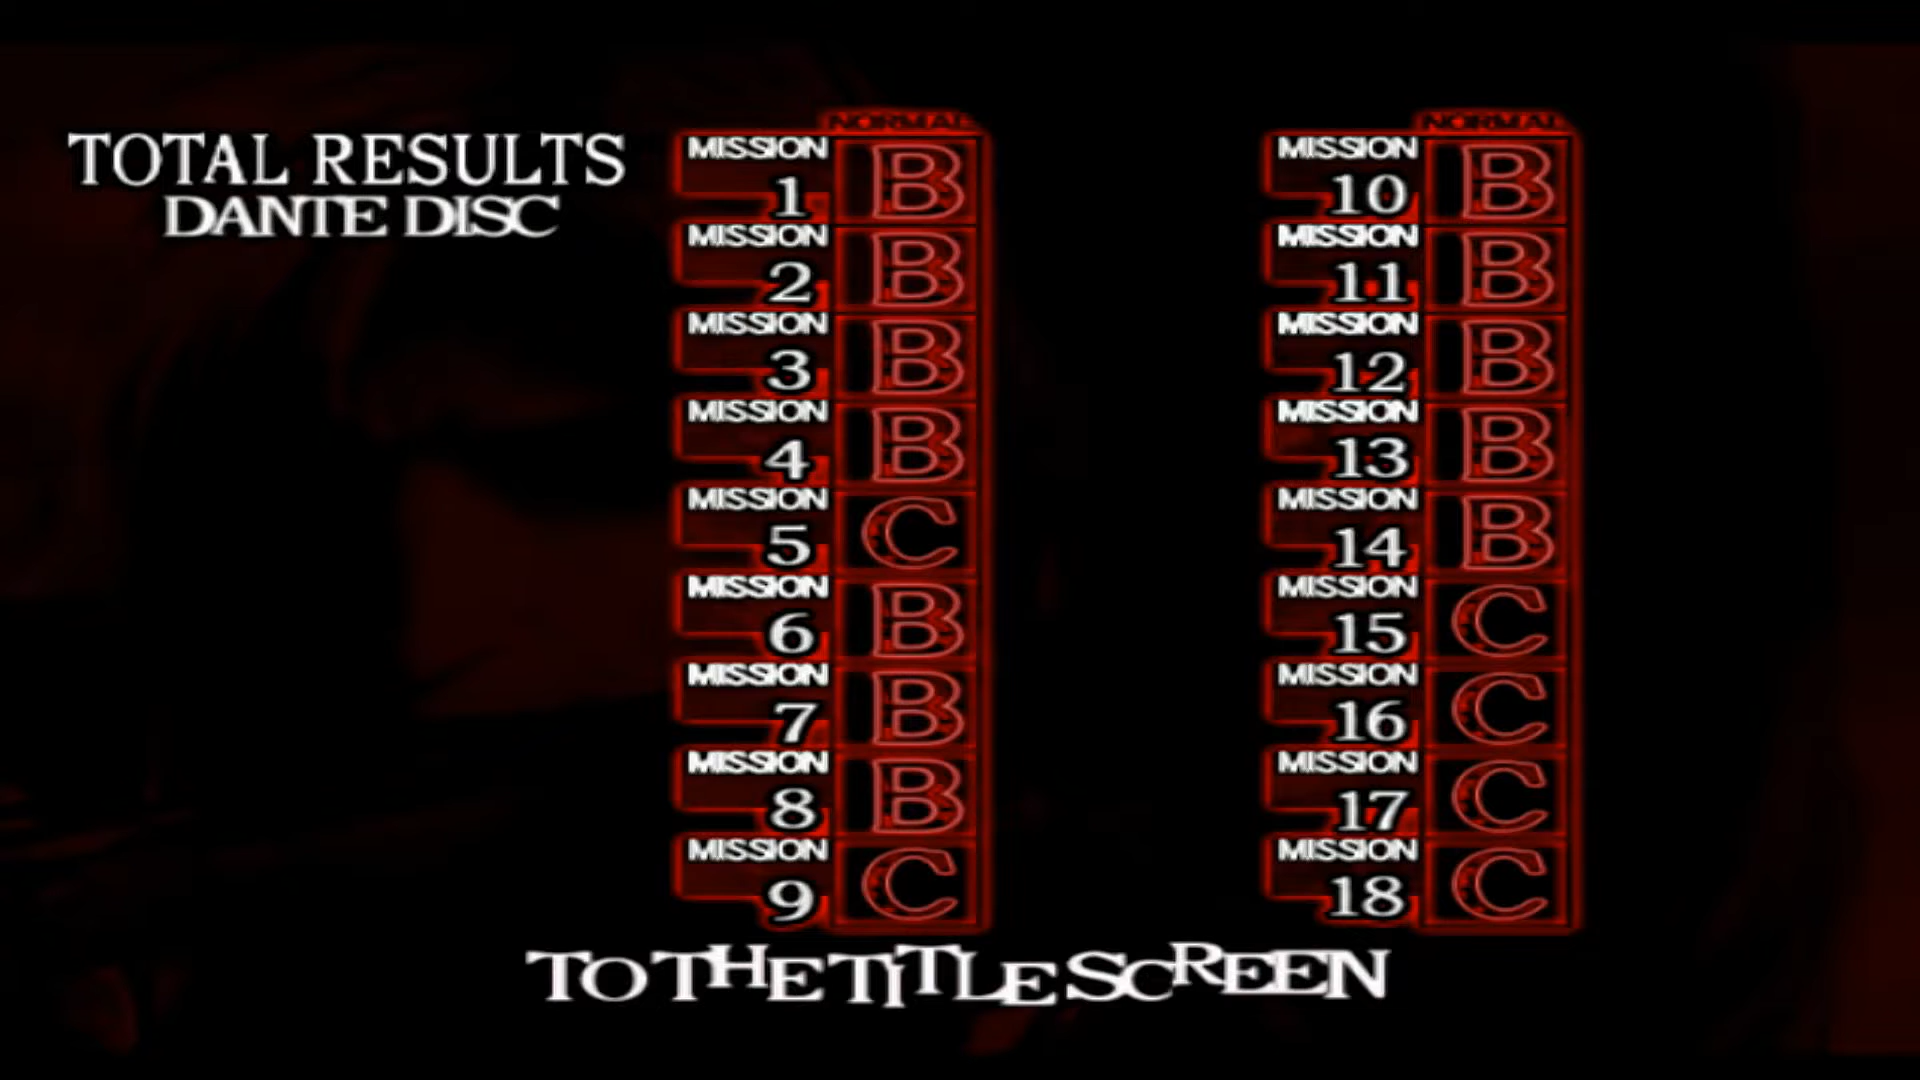 TOTAL RESULTS
DANTE DISC
NORMAL
MISSION
1 B
MISSION
2 B
MISSION
3 B
MISSION
4 B
MISSION
5 C
MISSION
6 B
MISSION
7 B
MISSION
8 B
MISSION
9 C
NORMAL
MISSION
10 B
MISSION
11 B
MISSION
12 B
MISSION
13 B
MISSION
14 B
MISSION
15 C
MISSION
16 C
MISSION
17 C
MISSION
18 C
TO THE TITLE SCREEN